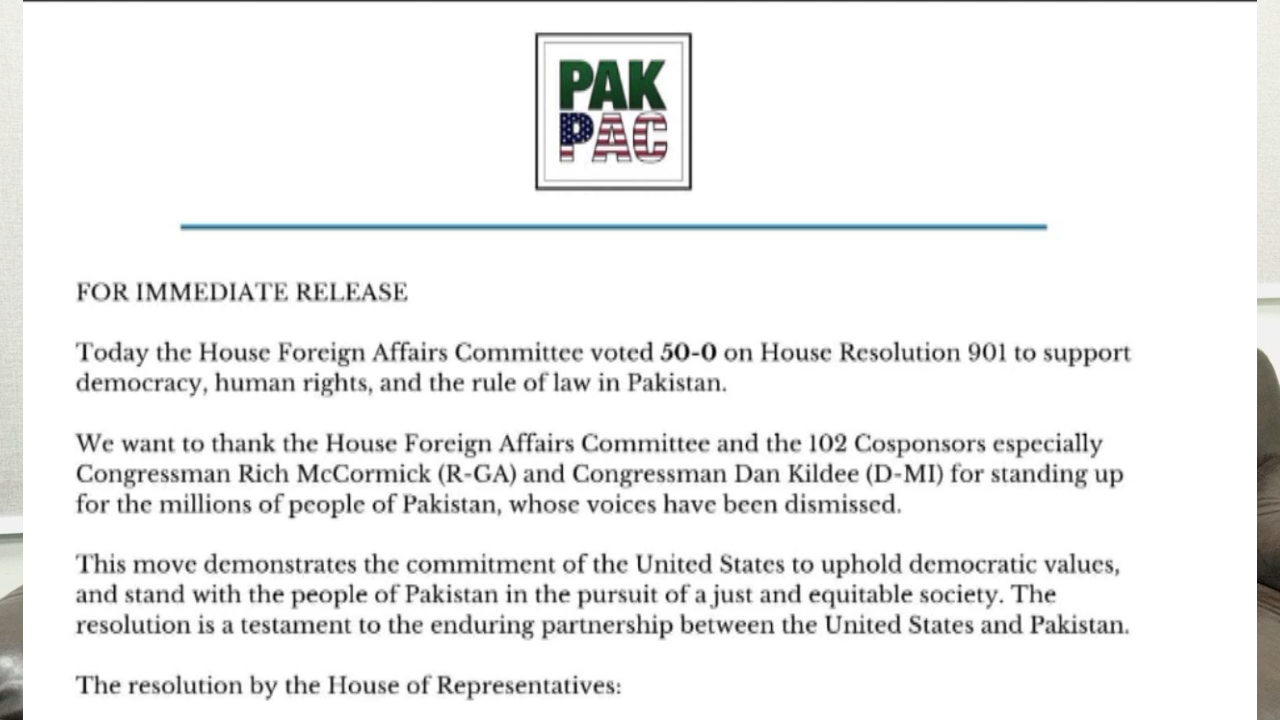 PAK
PAC
FOR IMMEDIATE RELEASE
Today the House Foreign Affairs Committee voted 50-0 on House Resolution 901 to support
democracy, human rights, and the rule of law in Pakistan.
We want to thank the House Foreign Affairs Committee and the 102 Cosponsors especially
Congressman Rich McCormick (R-GA) and Congressman Dan Kildee (D-MI) for standing up
for the millions of people of Pakistan, whose voices have been dismissed.
This move demonstrates the commitment of the United States to uphold democratic values,
and stand with the people of Pakistan in the pursuit of a just and equitable society. The
resolution is a testament to the enduring partnership between the United States and Pakistan.
The resolution by the House of Representatives: